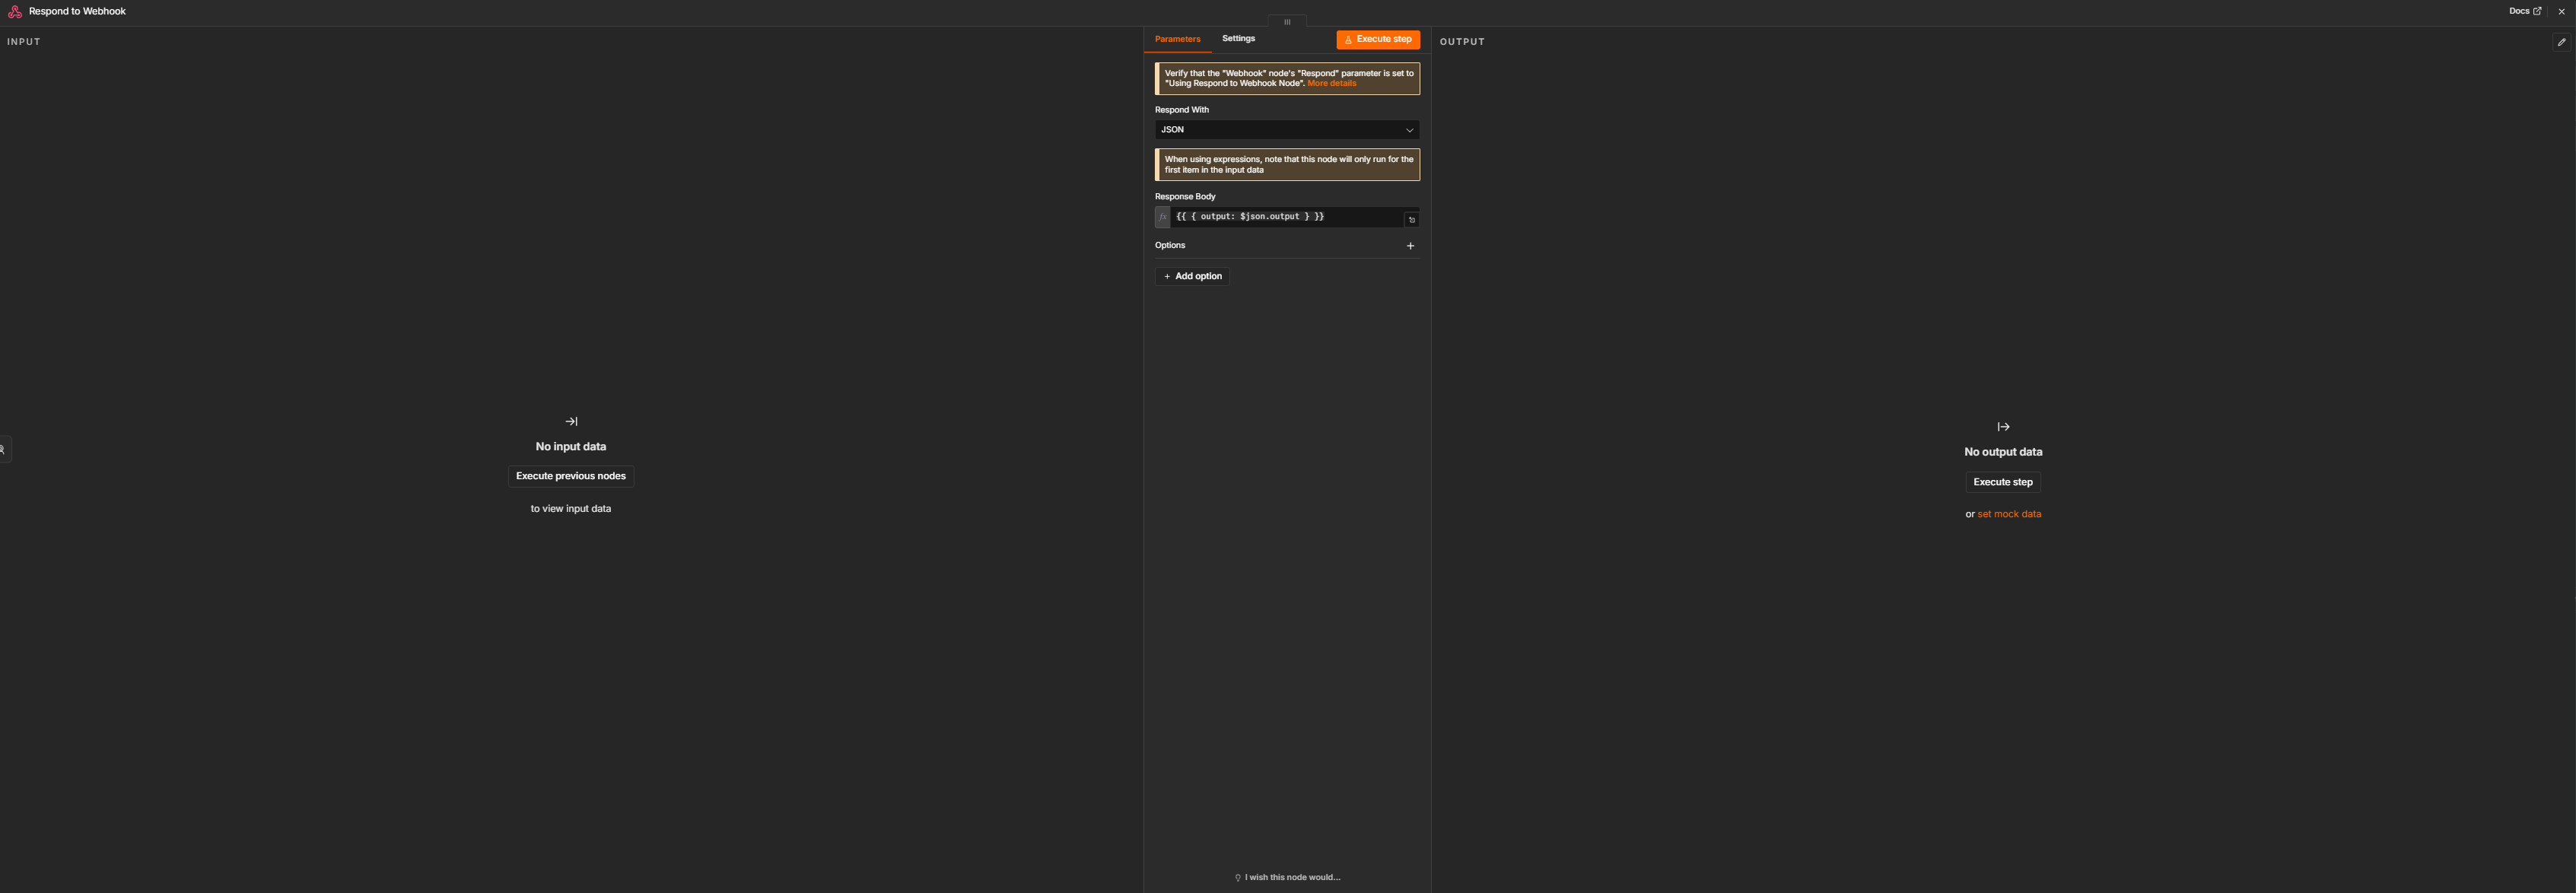 Respond to Webhook
Docs
INPUT
Parameters
Settings
Execute step
OUTPUT
Verify that the "Webhook" node's "Respond" parameter is set to
"Using Respond to Webhook Node". More details
Respond With
JSON
When using expressions, note that this node will only run for the
first item in the input data
Response Body
fx
{{ { output: $json.output } }}
Options
Add option
No input data
Execute previous nodes
to view input data
No output data
Execute step
or set mock data
I wish this node would...